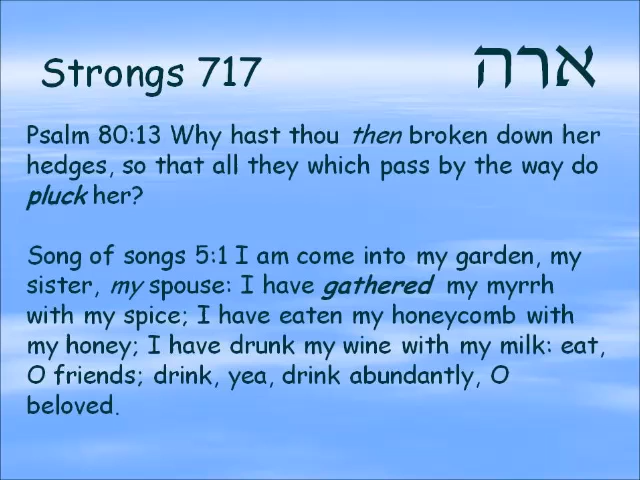 Strongs 717 ארה
Psalm 80:13 Why hast thou then broken down her
hedges, so that all they which pass by the way do
pluck her?
Song of songs 5:1 I am come into my garden, my
sister, my spouse: I have gathered my myrrh
with my spice; I have eaten my honeycomb with
my honey; I have drunk my wine with my milk: eat,
O friends; drink, yea, drink abundantly, O
beloved.